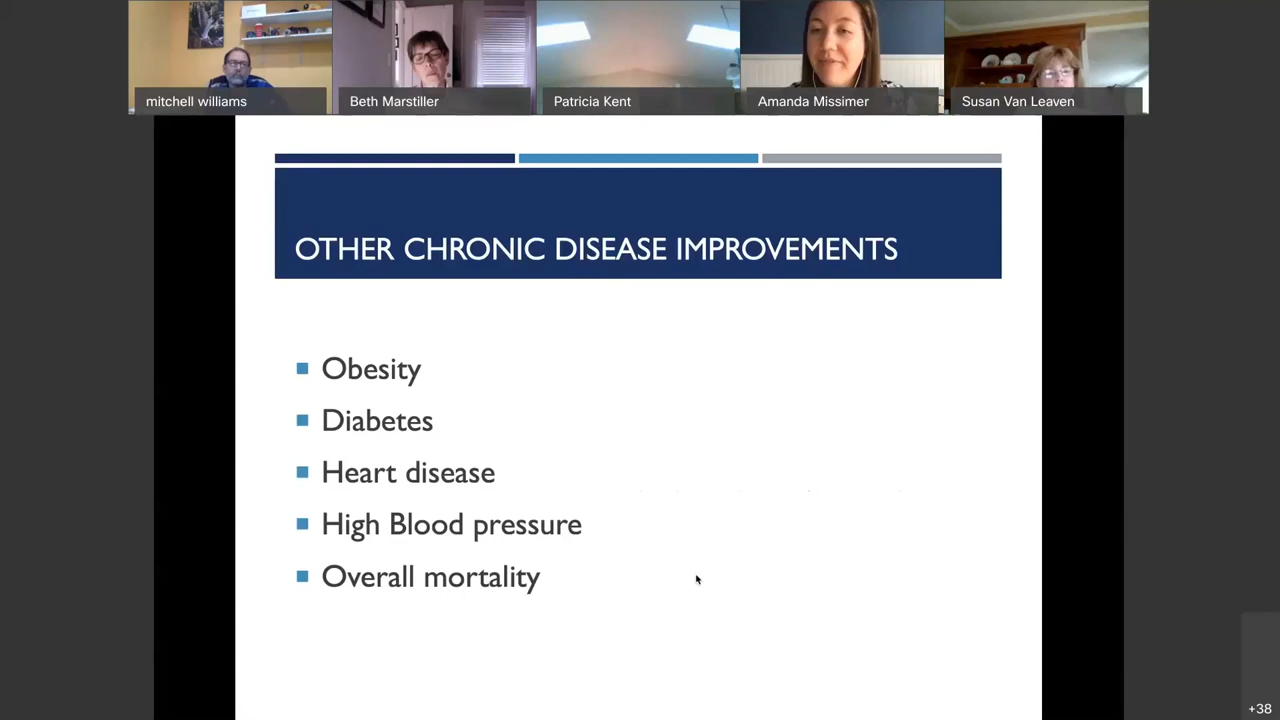 mitchell williams
Beth Marstiller
Patricia Kent
Amanda Missimer
Susan Van Leaven
OTHER CHRONIC DISEASE IMPROVEMENTS
Obesity
Diabetes
Heart disease
High Blood pressure
Overall mortality
+38